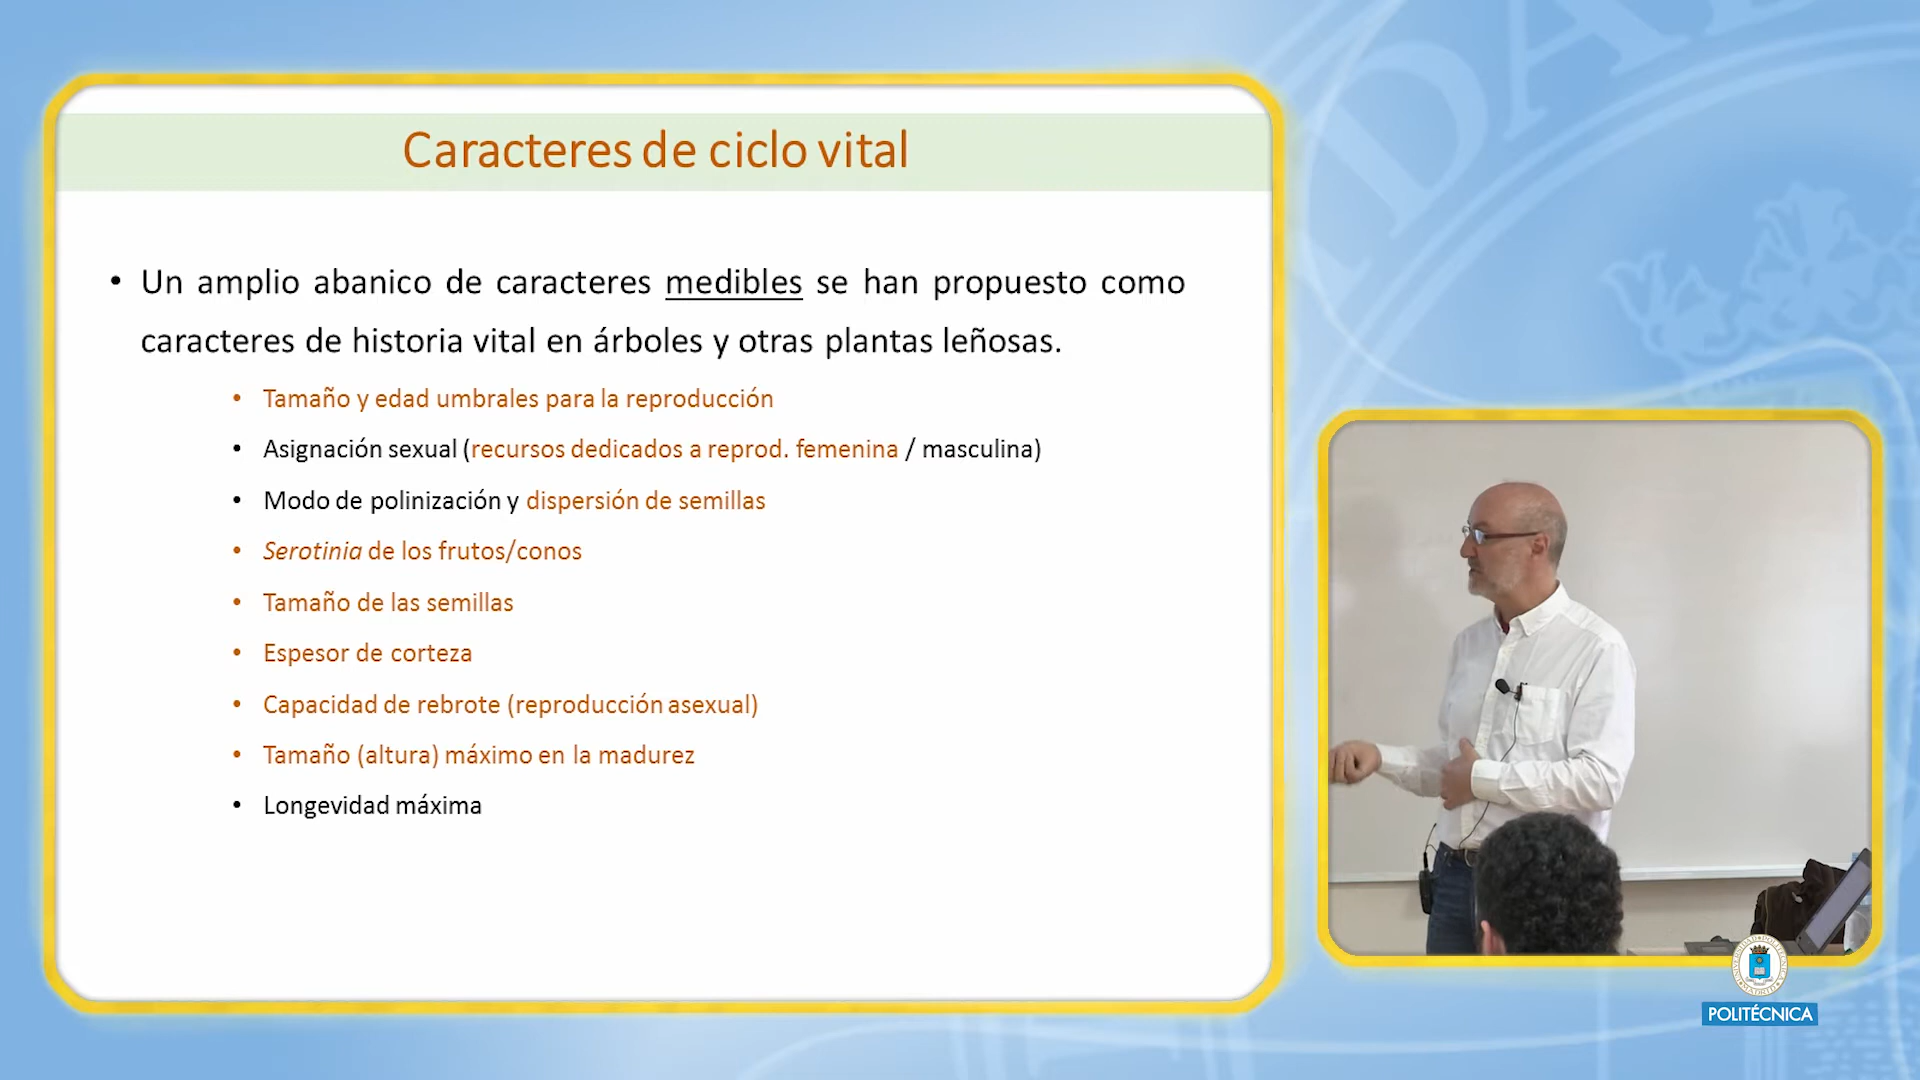 Caracteres de ciclo vital
• Un amplio abanico de caracteres medibles se han propuesto como
caracteres de historia vital en árboles y otras plantas leñosas.
• Tamaño y edad umbrales para la reproducción
• Asignación sexual (recursos dedicados a reprod. femenina / masculina)
• Modo de polinización y dispersión de semillas
• Serotinia de los frutos/conos
• Tamaño de las semillas
• Espesor de corteza
• Capacidad de rebrote (reproducción asexual)
• Tamaño (altura) máximo en la madurez
• Longevidad máxima
POLITÉCNICA